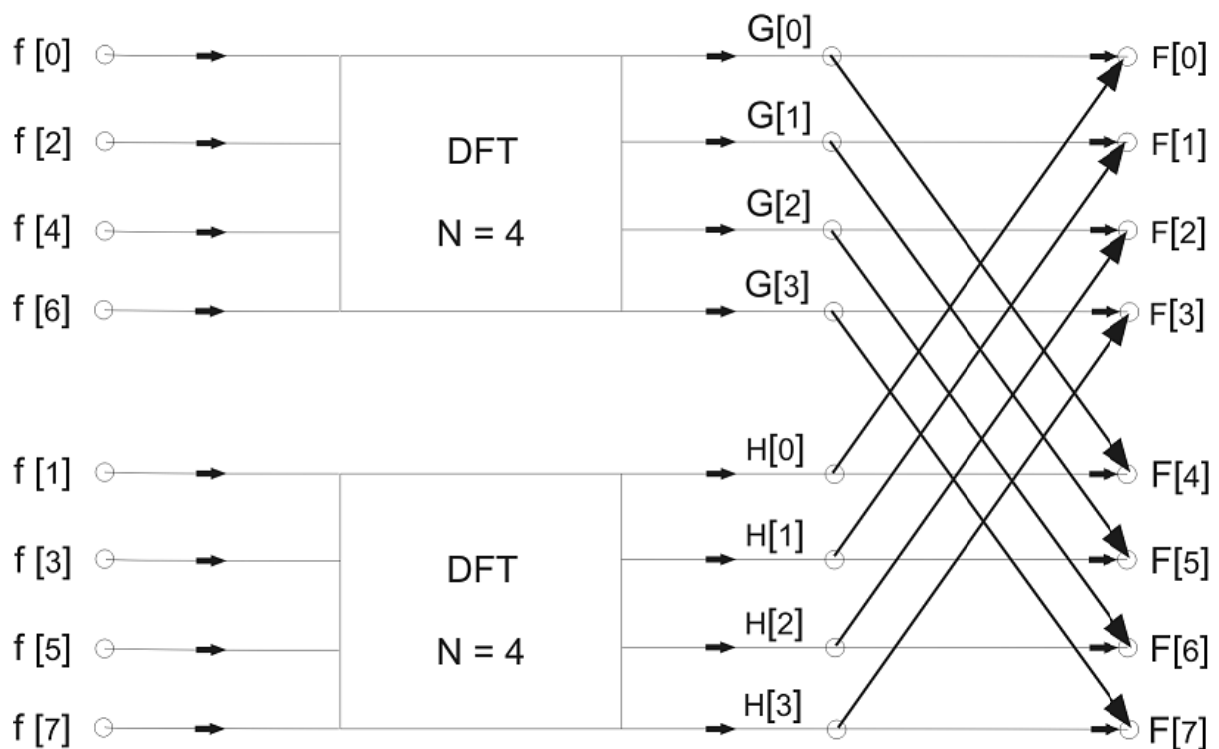 f [0]
G[0]
F[0]
f [2]
G[1]
F[1]
DFT
f [4]
G[2]
F[2]
N = 4
f [6]
G[3]
F[3]
f [1]
H[0]
F[4]
f [3]
H[1]
F[5]
DFT
f [5]
H[2]
F[6]
N = 4
f [7]
H[3]
F[7]